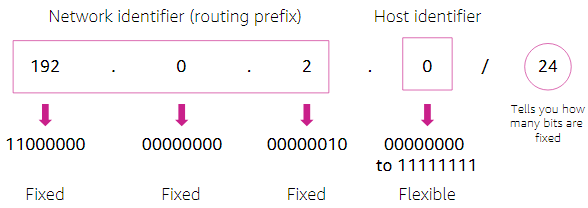 Network identifier (routing prefix) Host identifier
192 . 0 . 2 . 0 / 24
Tells you how
many bits are
fixed
11000000 00000000 00000010 00000000
to 11111111
Fixed Fixed Fixed Flexible